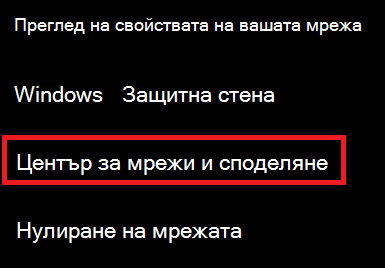 Преглед на свойствата на вашата мрежа
Windows Защитна стена
Център за мрежи и споделяне
Нулиране на мрежата